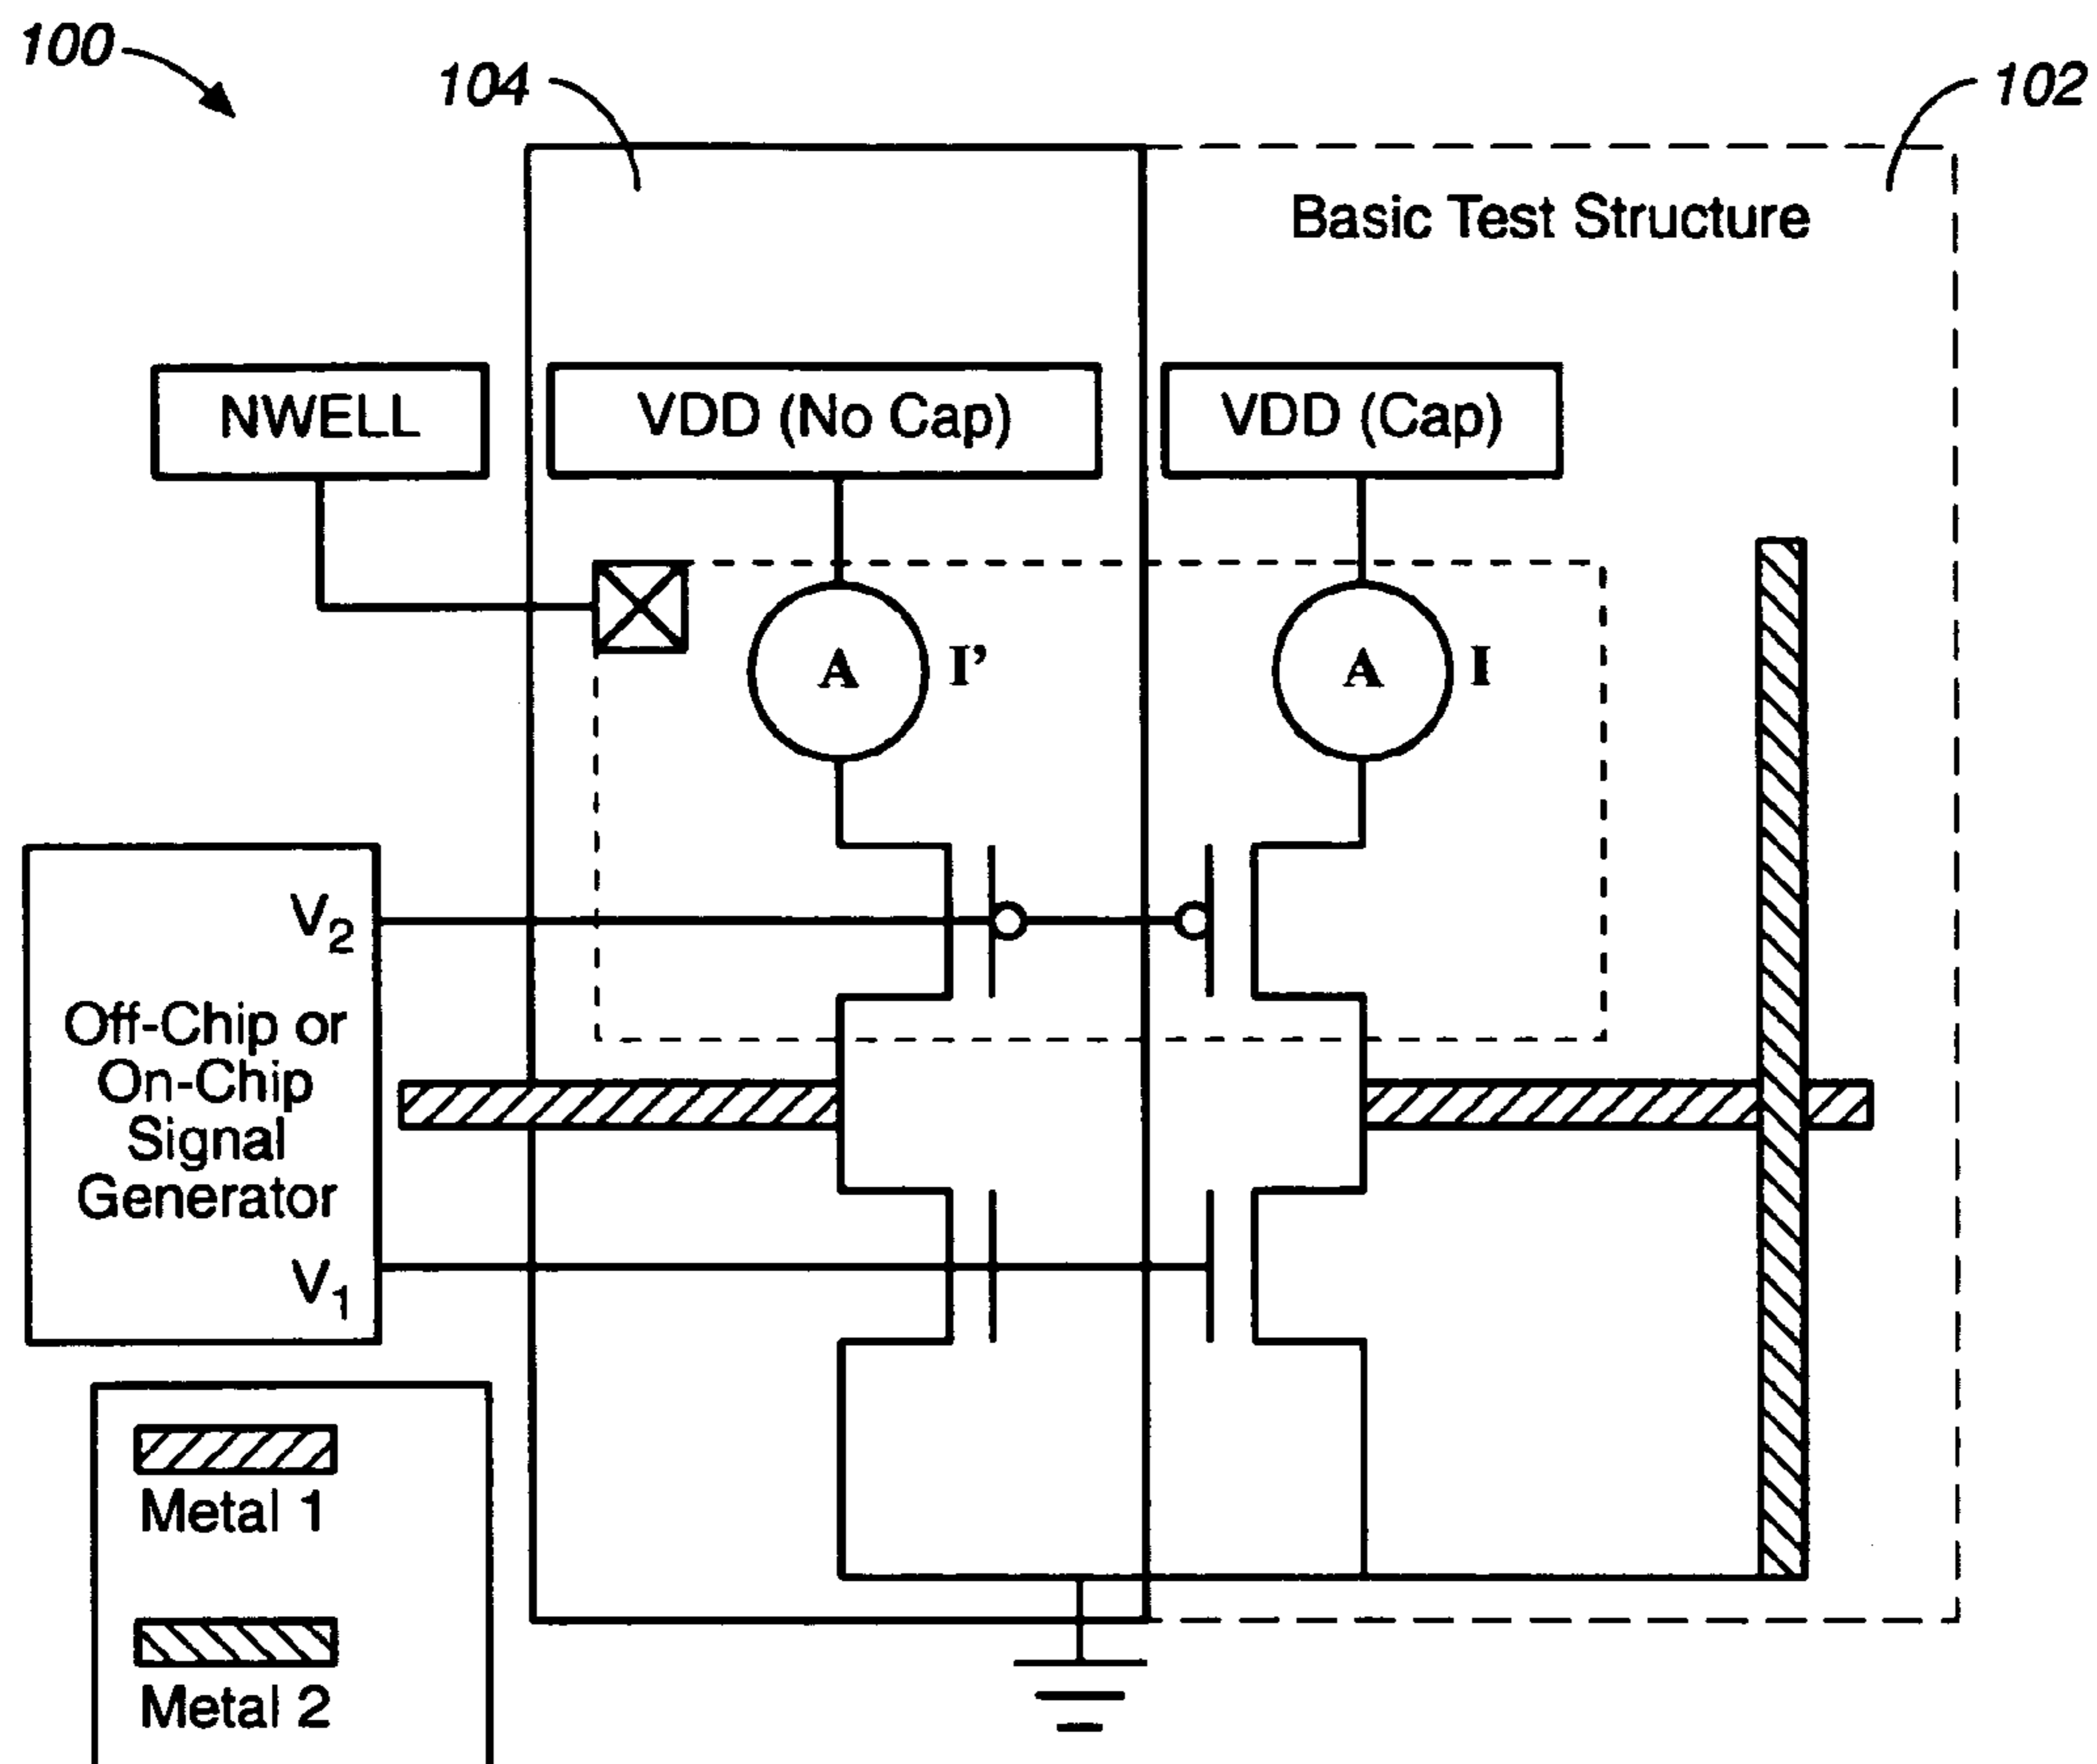 100
104
102
Basic Test Structure
NWELL
VDD (No Cap)
VDD (Cap)
A
I’
A
I
V2
Off-Chip or
On-Chip
Signal
Generator
V1
Metal 1
Metal 2